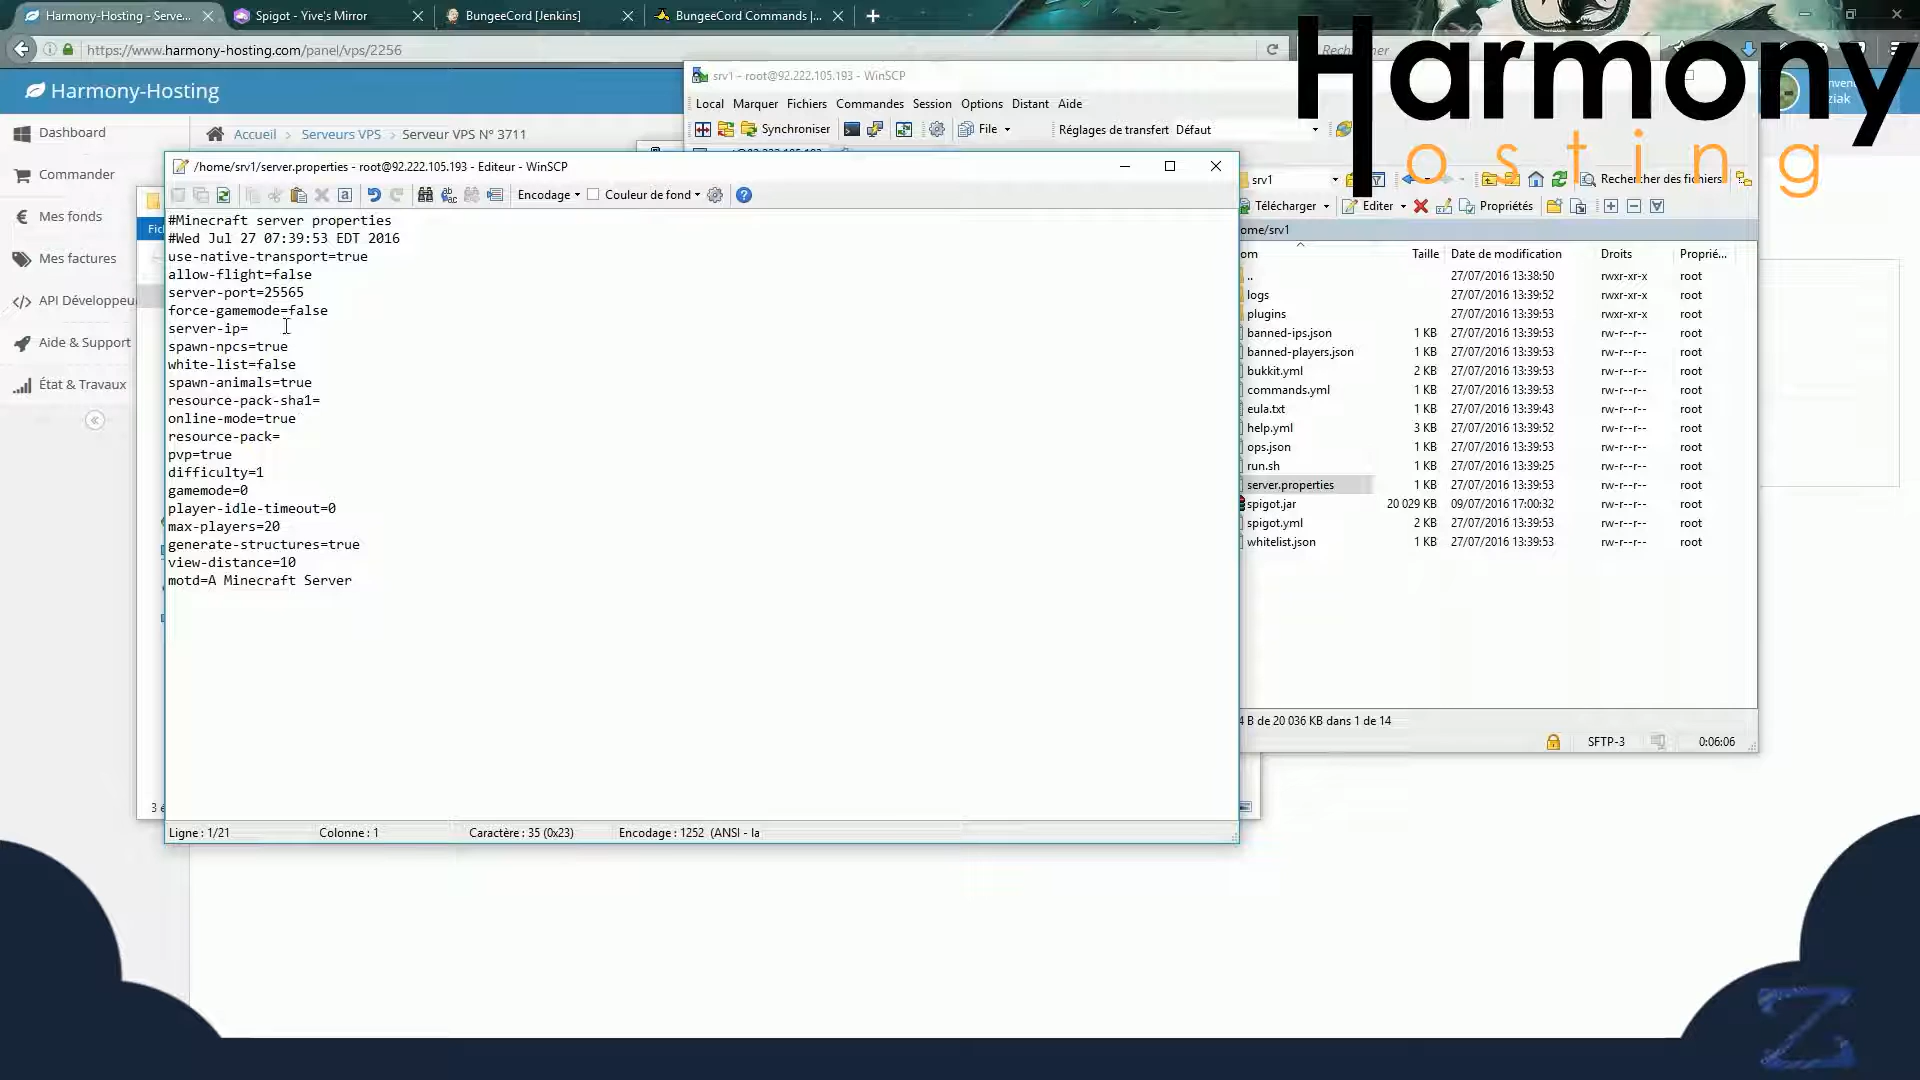 Harmony-Hosting - Serve...
Spigot - Yive's Mirror
BungeeCord [Jenkins]
BungeeCord Commands |...
https://www.harmony-hosting.com/panel/vps/2256
Rechercher
Harmony
Hosting
Harmony-Hosting
Dashboard
Commander
Mes fonds
Mes factures
API Développeu
Aide & Support
État & Travaux
Accueil > Serveurs VPS > Serveur VPS N° 3711
srv1 - root@92.222.105.193 - WinSCP
Local Marquer Fichiers Commandes Session Options Distant Aide
Synchroniser
File
Réglages de transfert Défaut
/home/srv1/server.properties - root@92.222.105.193 - Editeur - WinSCP
Encodage
Couleur de fond
#Minecraft server properties
#Wed Jul 27 07:39:53 EDT 2016
use-native-transport=true
allow-flight=false
server-port=25565
force-gamemode=false
server-ip=
spawn-npcs=true
white-list=false
spawn-animals=true
resource-pack-sha1=
online-mode=true
resource-pack=
pvp=true
difficulty=1
gamemode=0
player-idle-timeout=0
max-players=20
generate-structures=true
view-distance=10
motd=A Minecraft Server
Ligne : 1/21
Colonne : 1
Caractère : 35 (0x23)
Encodage : 1252 (ANSI - la
srv1
Rechercher des fichiers
Télécharger
Editer
Propriétés
ome/srv1
om Taille Date de modification Droits Proprié...
.. 27/07/2016 13:38:50 rwxr-xr-x root
logs 27/07/2016 13:39:52 rwxr-xr-x root
plugins 27/07/2016 13:39:53 rwxr-xr-x root
banned-ips.json 1 KB 27/07/2016 13:39:53 rw-r--r-- root
banned-players.json 1 KB 27/07/2016 13:39:53 rw-r--r-- root
bukkit.yml 2 KB 27/07/2016 13:39:53 rw-r--r-- root
commands.yml 1 KB 27/07/2016 13:39:53 rw-r--r-- root
eula.txt 1 KB 27/07/2016 13:39:43 rw-r--r-- root
help.yml 3 KB 27/07/2016 13:39:52 rw-r--r-- root
ops.json 1 KB 27/07/2016 13:39:53 rw-r--r-- root
run.sh 1 KB 27/07/2016 13:39:25 rw-r--r-- root
server.properties 1 KB 27/07/2016 13:39:53 rw-r--r-- root
spigot.jar 20 029 KB 09/07/2016 17:00:32 rw-r--r-- root
spigot.yml 2 KB 27/07/2016 13:39:53 rw-r--r-- root
whitelist.json 1 KB 27/07/2016 13:39:53 rw-r--r-- root
4 B de 20 036 KB dans 1 de 14
SFTP-3
0:06:06
Z